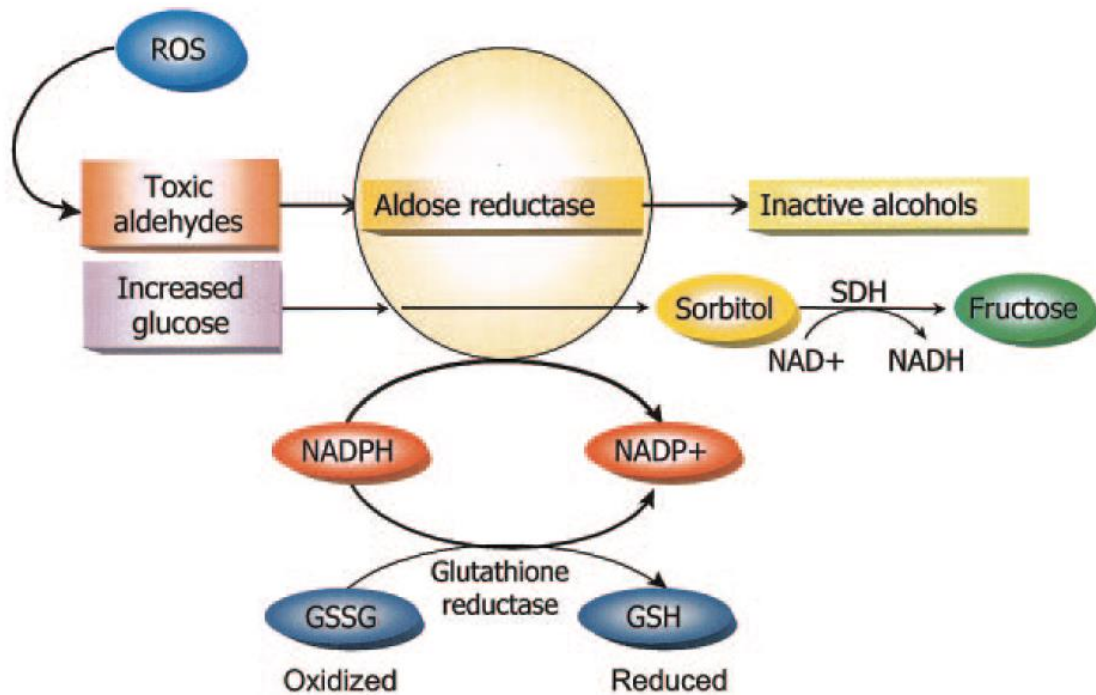 ROS
Toxic
aldehydes
Aldose reductase
Inactive alcohols
Increased
glucose
Sorbitol
SDH
Fructose
NAD+
NADH
NADPH
NADP+
Glutathione
reductase
GSSG
GSH
Oxidized
Reduced